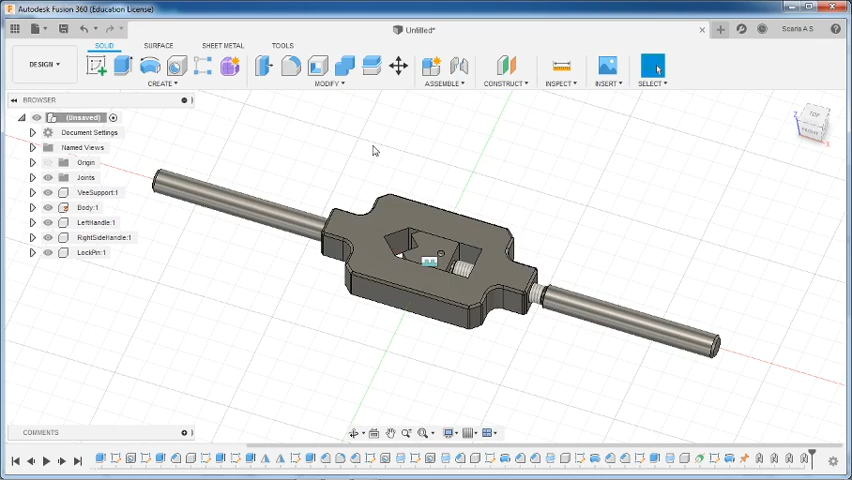 Autodesk Fusion 360 (Education License)
Untitled*
Scaria A S
DESIGN
SOLID
SURFACE
SHEET METAL
TOOLS
CREATE
MODIFY
ASSEMBLE
CONSTRUCT
INSPECT
INSERT
SELECT
BROWSER
(Unsaved)
Document Settings
Named Views
Origin
Joints
VeeSupport:1
Body:1
LeftHandle:1
RightSideHandle:1
LockPin:1
Z
TOP
X
COMMENTS